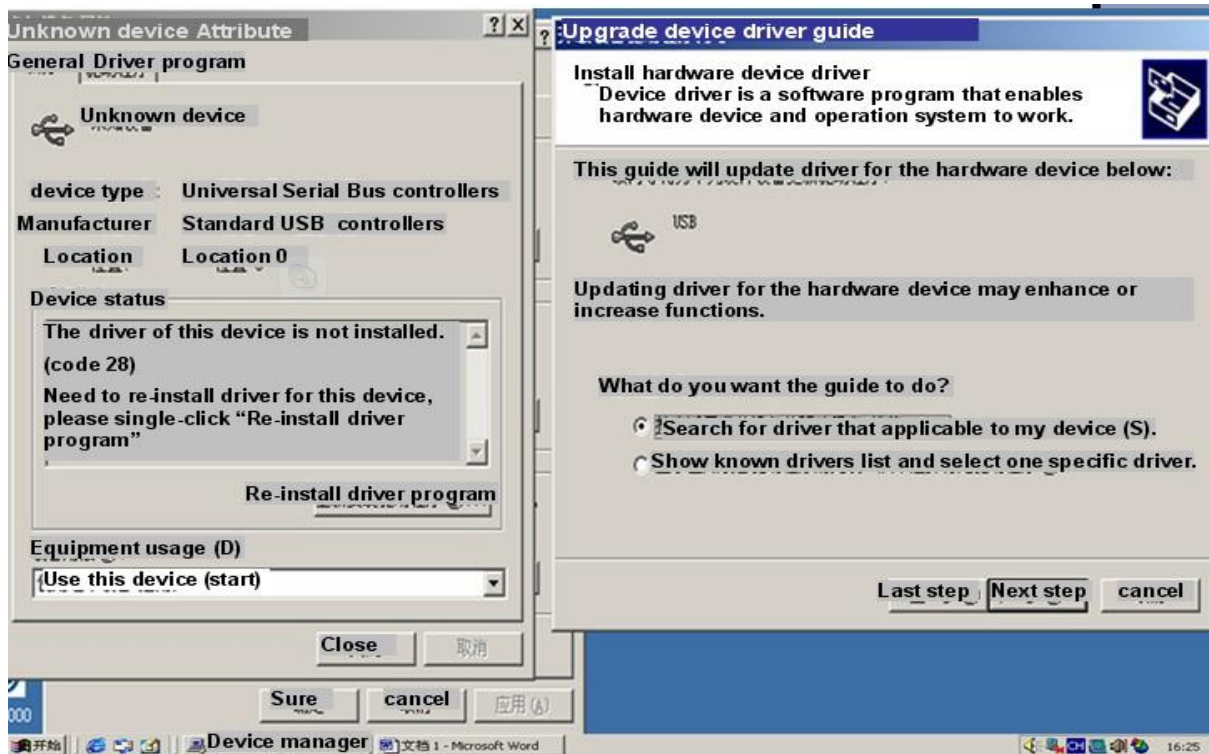 Unknown device Attribute
General Driver program
Unknown device
device type : Universal Serial Bus controllers
Manufacturer Standard USB controllers
Location Location 0
Device status
The driver of this device is not installed.
(code 28)
Need to re-install driver for this device,
please single-click “Re-install driver
program”
Re-install driver program
Equipment usage (D)
Use this device (start)
Close 取消
Sure cancel 应用(A)
Upgrade device driver guide
Install hardware device driver
Device driver is a software program that enables
hardware device and operation system to work.
This guide will update driver for the hardware device below:
USB
Updating driver for the hardware device may enhance or
increase functions.
What do you want the guide to do?
Search for driver that applicable to my device (S).
Show known drivers list and select one specific driver.
Last step Next step cancel
000
开始 Device manager 文档 1 - Microsoft Word CH 16:25